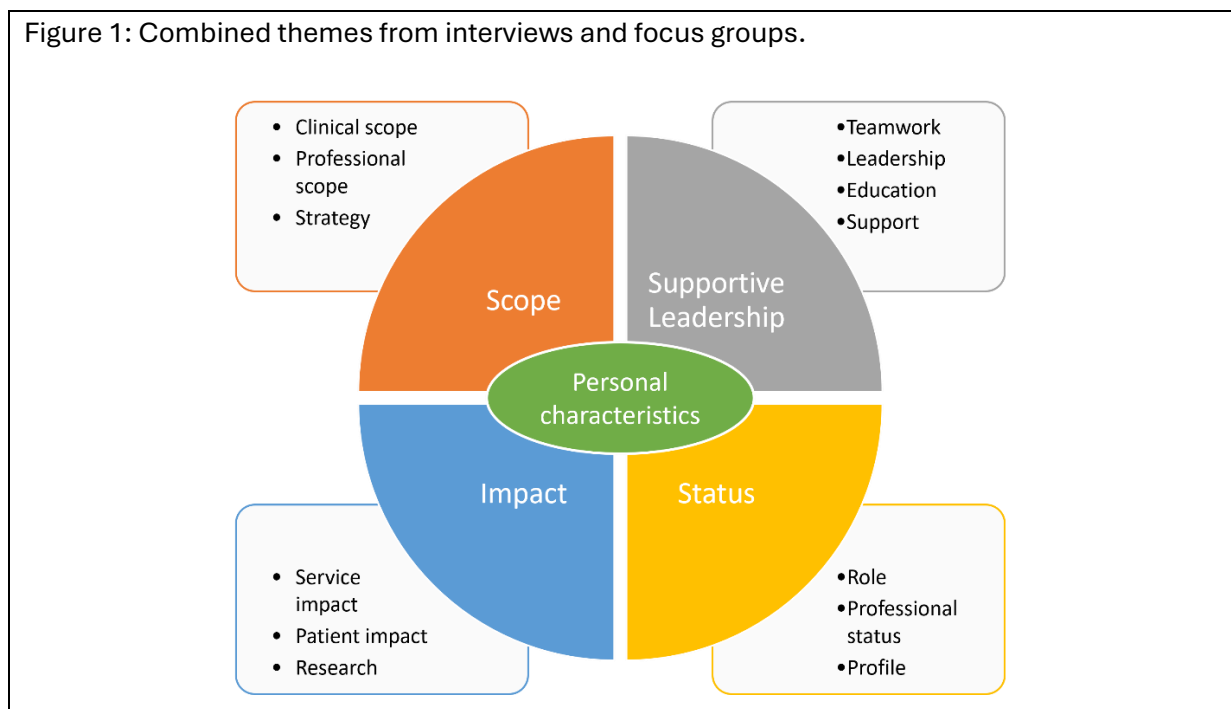 Figure 1: Combined themes from interviews and focus groups.
• Clinical scope
• Professional
scope
• Strategy
•Teamwork
•Leadership
•Education
•Support
Scope
Supportive
Leadership
Personal
characteristics
Impact
Status
• Service
impact
• Patient impact
• Research
•Role
•Professional
status
•Profile